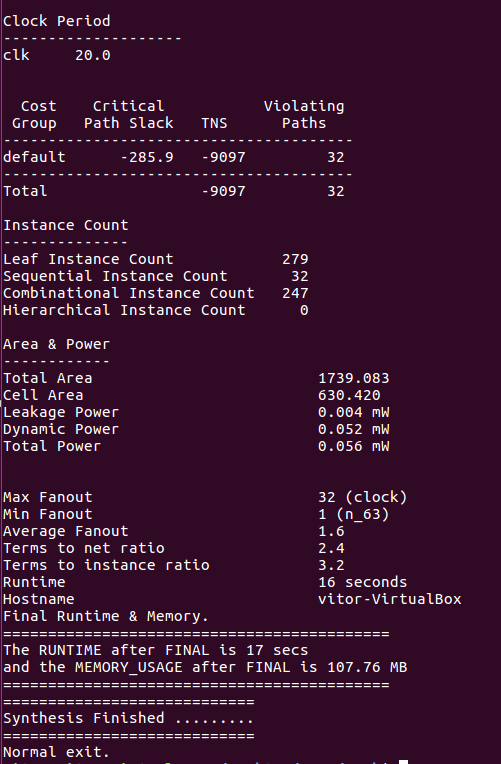 Clock Period
--------------------
clk     20.0
  Cost    Critical           Violating
 Group   Path Slack   TNS      Paths
---------------------------------------
default      -285.9  -9097         32
---------------------------------------
Total                -9097         32
Instance Count
--------------
Leaf Instance Count            279
Sequential Instance Count       32
Combinational Instance Count   247
Hierarchical Instance Count      0
Area & Power
------------
Total Area                         1739.083
Cell Area                          630.420
Leakage Power                      0.004 mW
Dynamic Power                      0.052 mW
Total Power                        0.056 mW
Max Fanout                         32 (clock)
Min Fanout                         1 (n_63)
Average Fanout                     1.6
Terms to net ratio                 2.4
Terms to instance ratio            3.2
Runtime                            16 seconds
Hostname                           vitor-VirtualBox
Final Runtime & Memory.
===========================================
The RUNTIME after FINAL is 17 secs
and the MEMORY_USAGE after FINAL is 107.76 MB
===========================================
============================
Synthesis Finished .........
============================
Normal exit.